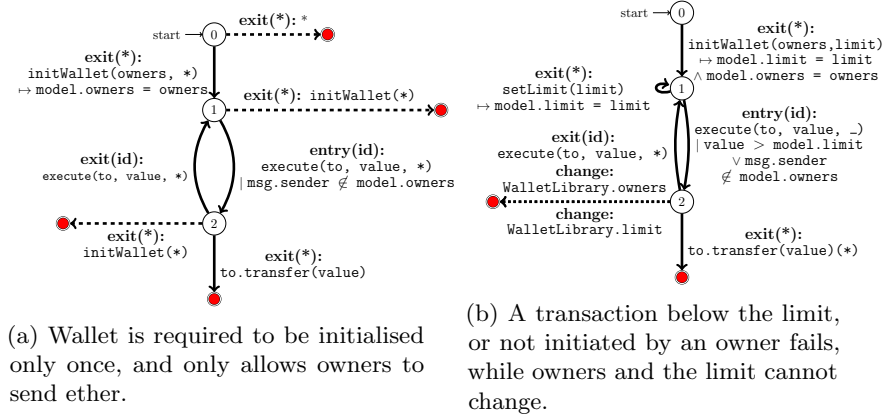 start
0
exit(*): *
exit(*):
initWallet(owners, *)
↦ model.owners = owners
1
exit(*): initWallet(*)
exit(id):
execute(to, value, *)
entry(id):
execute(to, value, *)
| msg.sender ∉ model.owners
2
exit(*):
initWallet(*)
exit(*):
to.transfer(value)
(a) Wallet is required to be initialised
only once, and only allows owners to
send ether.
start
0
exit(*):
initWallet(owners,limit)
↦ model.limit = limit
∧ model.owners = owners
exit(*):
setLimit(limit)
↦ model.limit = limit
1
exit(id):
execute(to, value, *)
entry(id):
execute(to, value, _)
| value > model.limit
∨ msg.sender
∉ model.owners
change:
WalletLibrary.owners
2
change:
WalletLibrary.limit
exit(*):
to.transfer(value)(*)
(b) A transaction below the limit,
or not initiated by an owner fails,
while owners and the limit cannot
change.